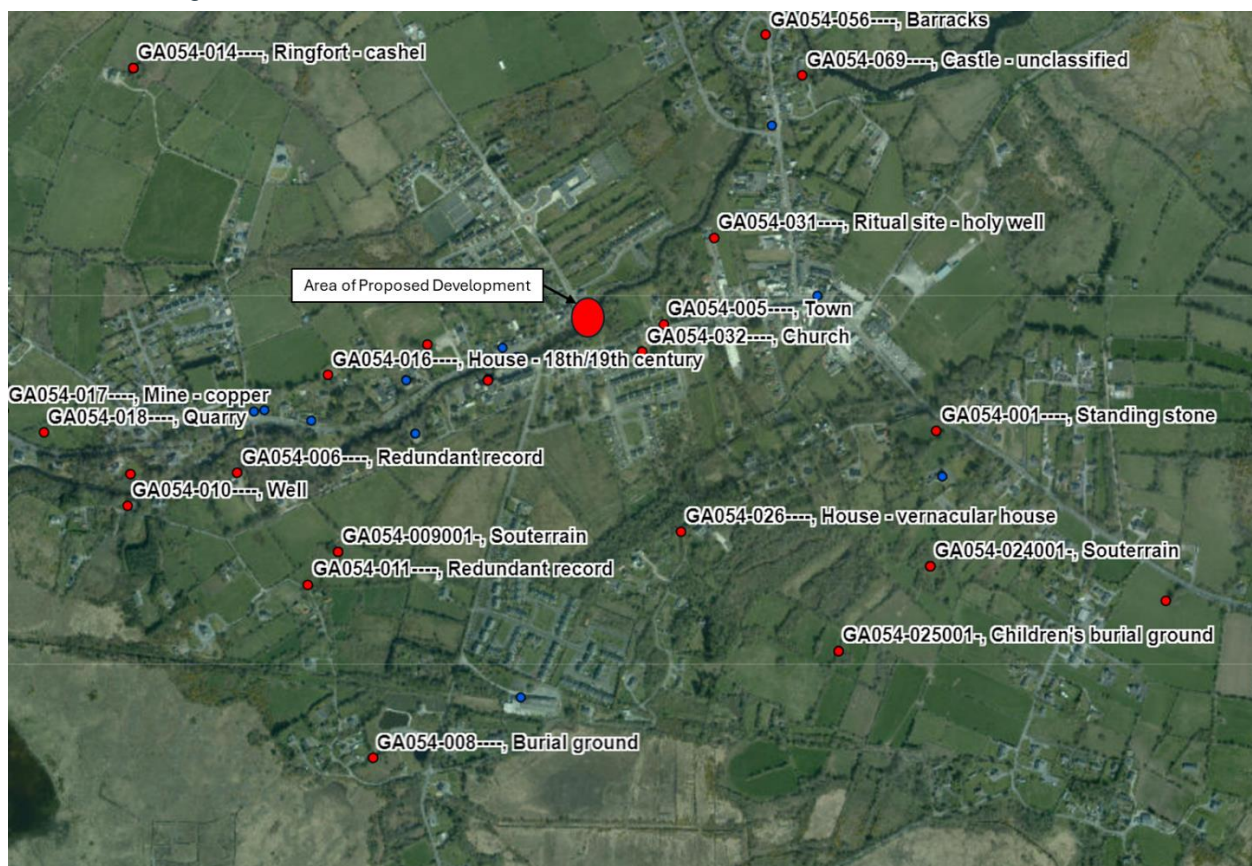 GA054-056----, Barracks
GA054-014----, Ringfort - cashel
GA054-069----, Castle - unclassified
GA054-031----, Ritual site - holy well
Area of Proposed Development
GA054-005----, Town
GA054-032----, Church
GA054-016----, House - 18th/19th century
GA054-017----, Mine - copper
GA054-018----, Quarry
GA054-001----, Standing stone
GA054-006----, Redundant record
GA054-010----, Well
GA054-026----, House - vernacular house
GA054-009001-, Souterrain
GA054-024001-, Souterrain
GA054-011----, Redundant record
GA054-025001-, Children's burial ground
GA054-008----, Burial ground